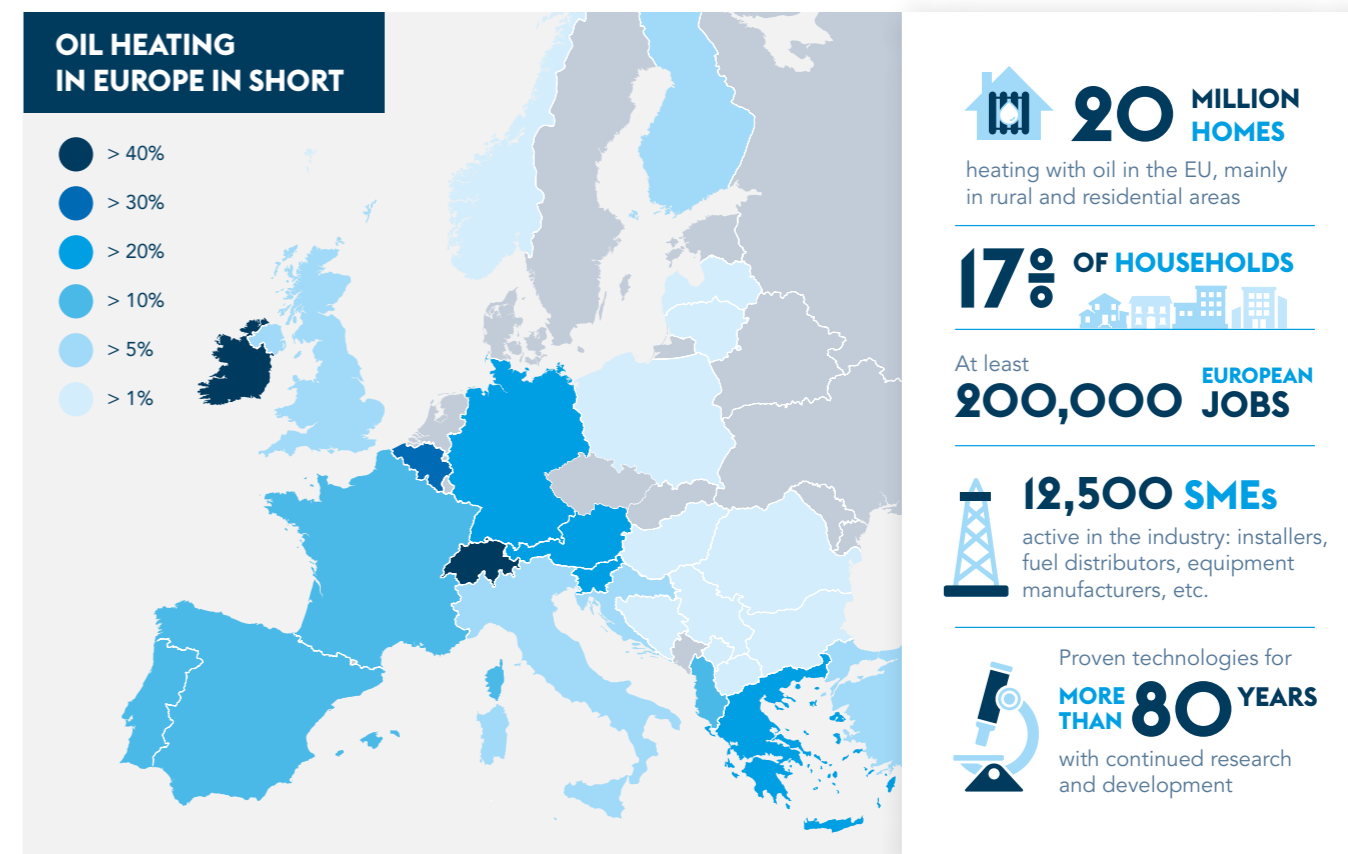 OIL HEATING
IN EUROPE IN SHORT
> 40%
> 30%
> 20%
> 10%
> 5%
> 1%
20 MILLION
HOMES
heating with oil in the EU, mainly
in rural and residential areas
17% OF HOUSEHOLDS
At least
200,000 EUROPEAN
JOBS
12,500 SMEs
active in the industry: installers,
fuel distributors, equipment
manufacturers, etc.
Proven technologies for
MORE
THAN 80 YEARS
with continued research
and development